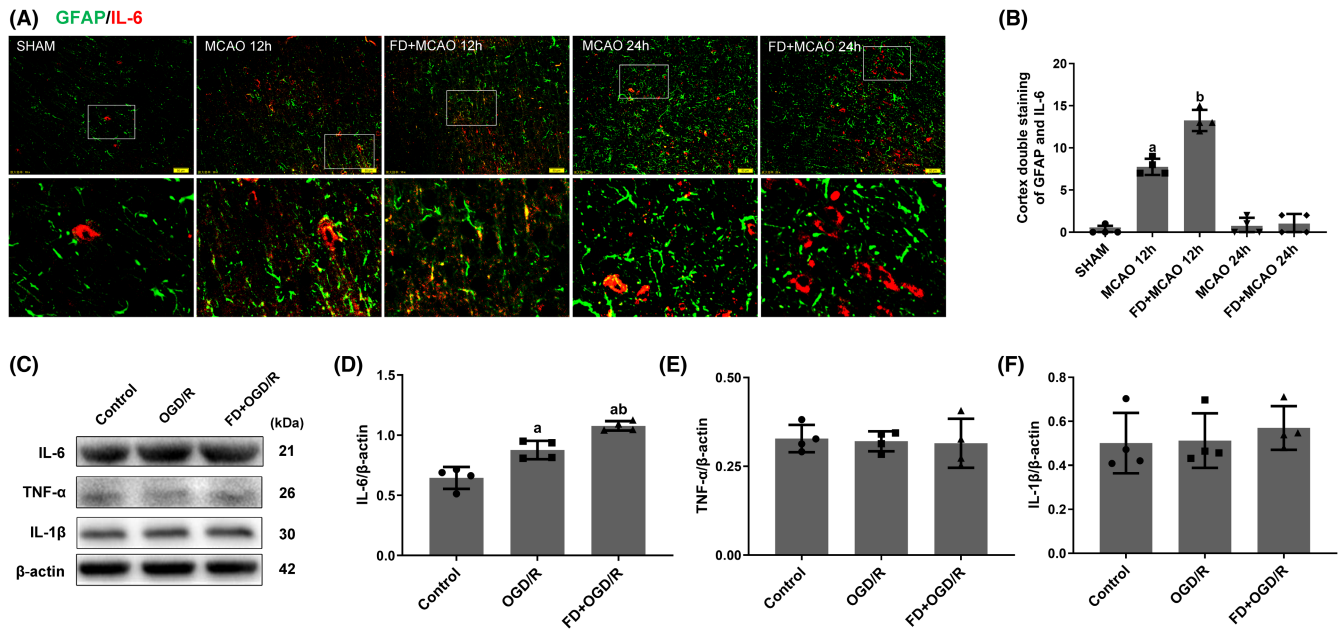 (A)
GFAP/IL-6
SHAM
MCAO 12h
FD+MCAO 12h
MCAO 24h
FD+MCAO 24h
(B)
Cortex double staining
of GFAP and IL-6
20
15
10
5
0
a
b
SHAM
MCAO 12h
FD+MCAO 12h
MCAO 24h
FD+MCAO 24h
(C)
Control
OGD/R
FD+OGD/R
(kDa)
IL-6
21
TNF-α
26
IL-1β
30
β-actin
42
(D)
IL-6/β-actin
1.5
1.0
0.5
0.0
a
ab
Control
OGD/R
FD+OGD/R
(E)
TNF-α/β-actin
0.50
0.25
0.00
Control
OGD/R
FD+OGD/R
(F)
IL-1β/β-actin
1.0
0.8
0.6
0.4
0.2
0.0
Control
OGD/R
FD+OGD/R